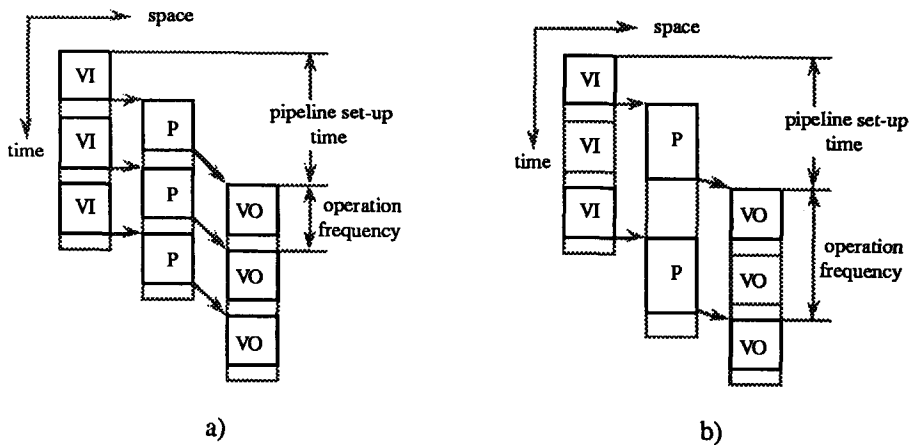 space
VI
VI
VI
time
P
P
P
VO
VO
VO
pipeline set-up
time
operation
frequency
a)
space
VI
VI
VI
time
P
P
VO
VO
VO
pipeline set-up
time
operation
frequency
b)